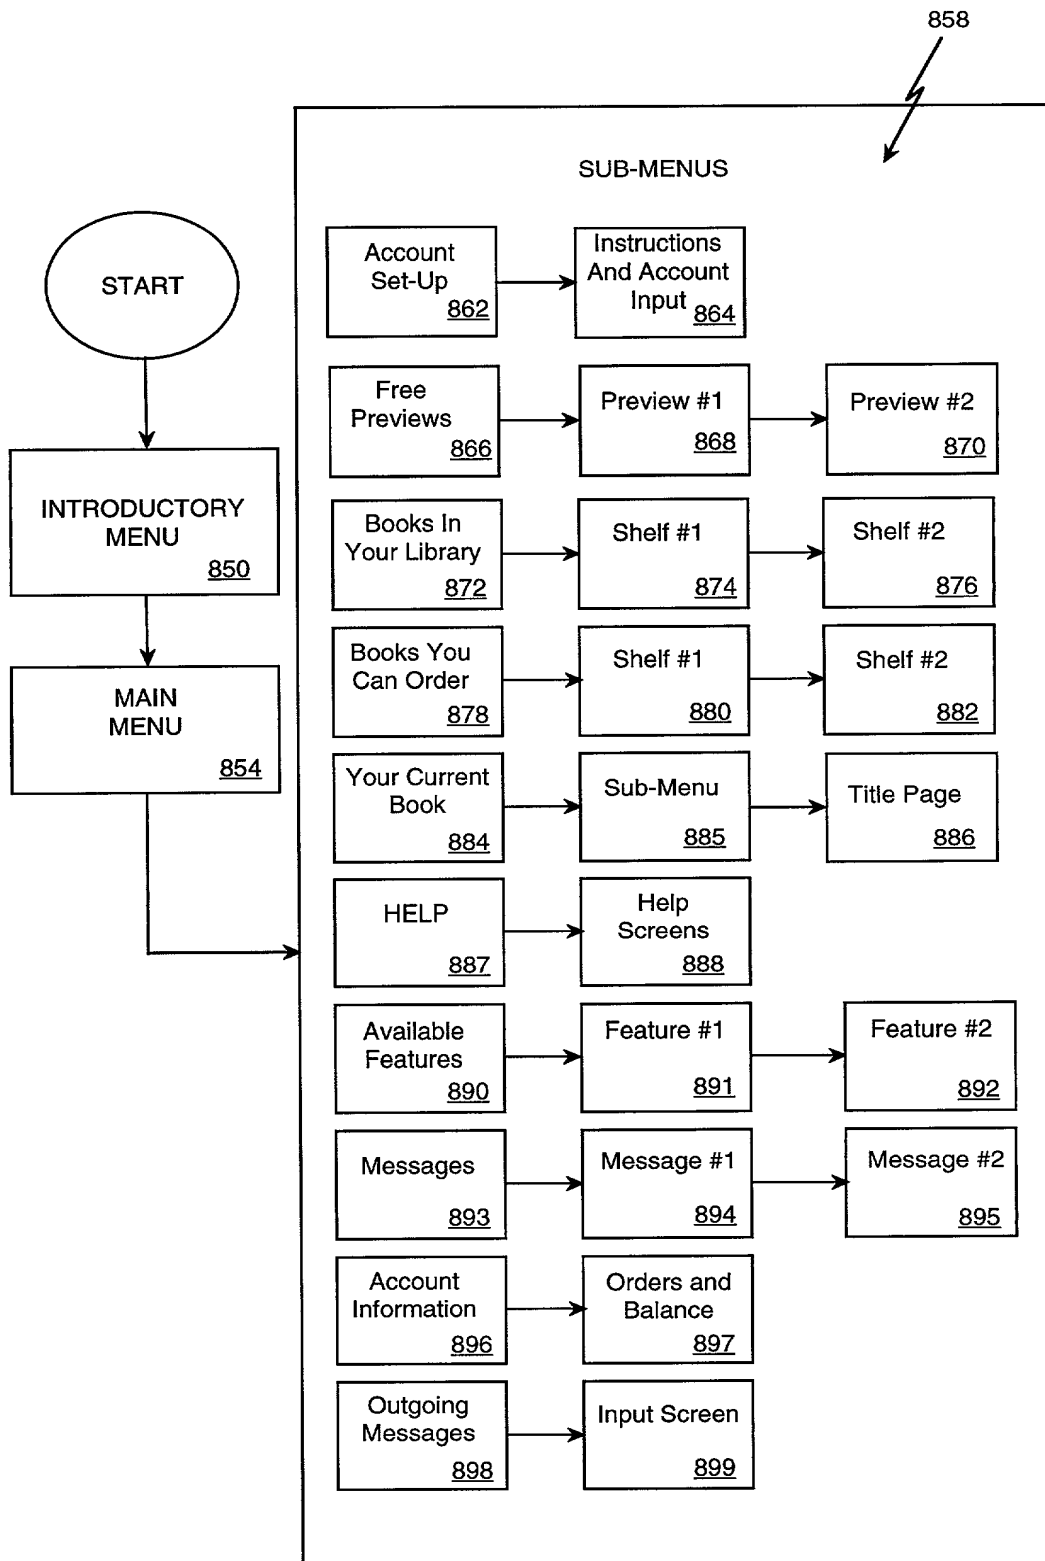 858
SUB-MENUS
START
INTRODUCTORY
MENU
850
MAIN
MENU
854
Account
Set-Up
862
Instructions
And Account
Input
864
Free
Previews
866
Preview #1
868
Preview #2
870
Books In
Your Library
872
Shelf #1
874
Shelf #2
876
Books You
Can Order
878
Shelf #1
880
Shelf #2
882
Your Current
Book
884
Sub-Menu
885
Title Page
886
HELP
887
Help
Screens
888
Available
Features
890
Feature #1
891
Feature #2
892
Messages
893
Message #1
894
Message #2
895
Account
Information
896
Orders and
Balance
897
Outgoing
Messages
898
Input Screen
899